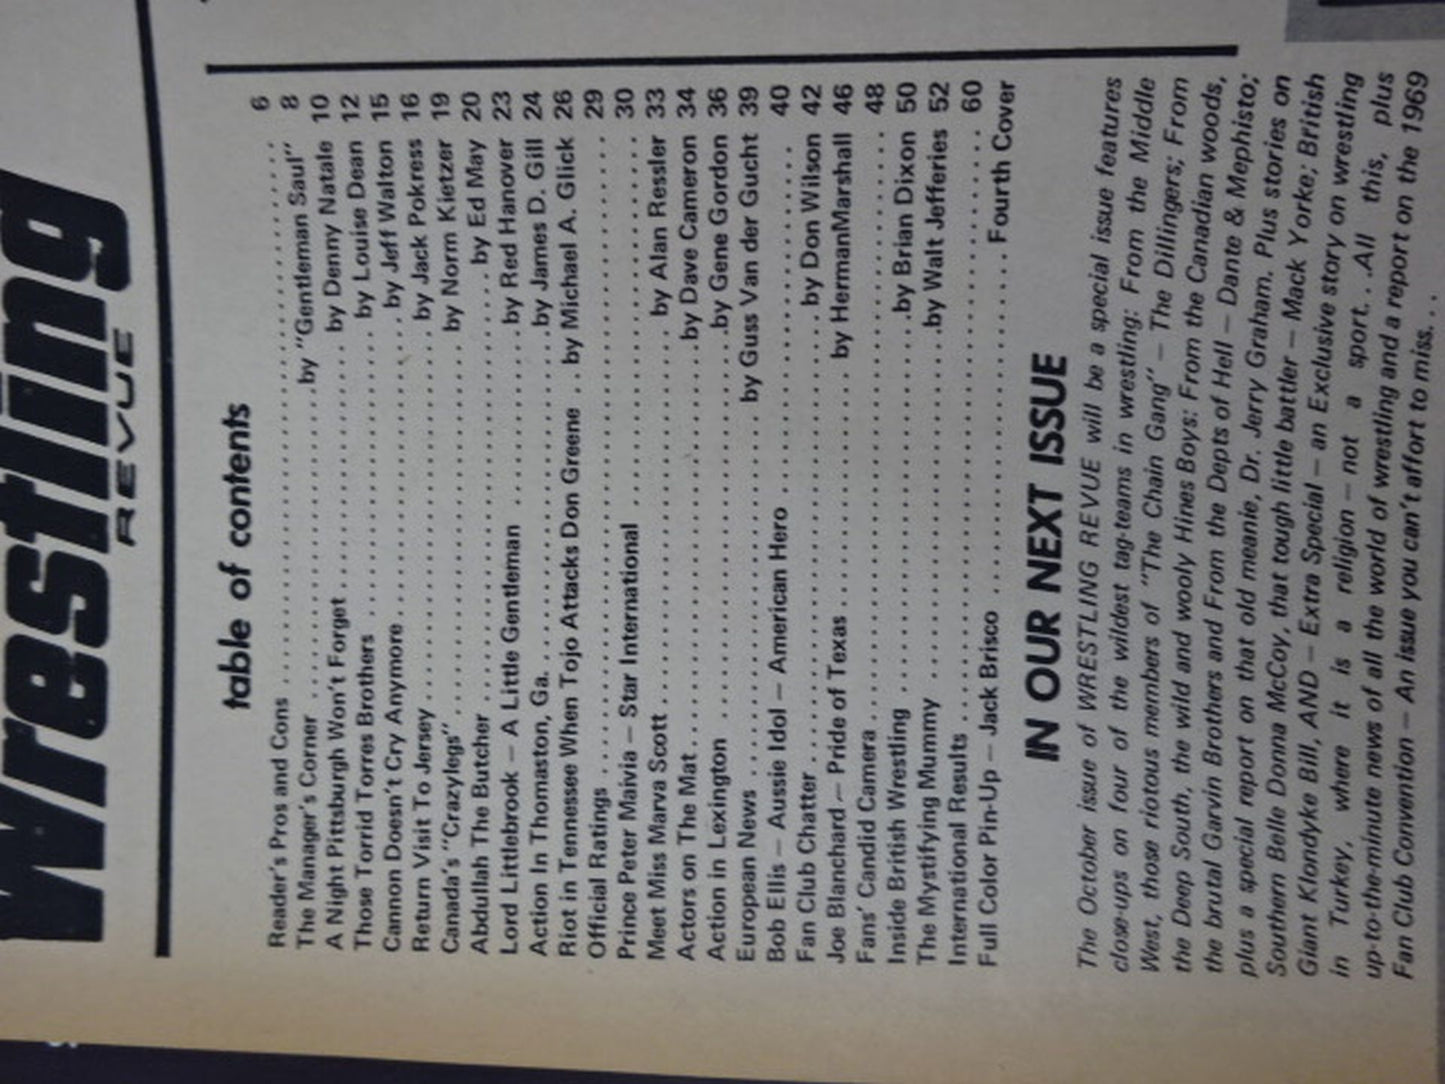 Wrestling
REVUE
table of contents
Reader's Pros and Cons . . . . . . . . . . . . . . . . . . . . 6
The Manager's Corner . . . . . . . . . . by "Gentleman Saul" 8
A Night Pittsburgh Won't Forget . . . . . . . . . by Denny Natale 10
Those Torrid Torres Brothers . . . . . . . . . . by Louise Dean 12
Cannon Doesn't Cry Anymore . . . . . . . . . . by Jeff Walton 15
Return Visit To Jersey . . . . . . . . . . by Jack Pokress 16
Canada's "Crazylegs" . . . . . . . . . . by Norm Kietzer 19
Abdullah The Butcher . . . . . . . . . . by Ed May 20
Lord Littlebrook — A Little Gentleman . . . . . . . . . . by Red Hanover 23
Action In Thomaston, Ga. . . . . . . . . . . by James D. Gill 24
Riot in Tennessee When Tojo Attacks Don Greene . . by Michael A. Glick 26
Official Ratings . . . . . . . . . . . . . . . . . . . . 29
Prince Peter Maivia — Star International . . . . . . . . . . 30
Meet Miss Marva Scott . . . . . . . . . . by Alan Ressler 33
Actors on The Mat . . . . . . . . . . by Dave Cameron 34
Action in Lexington . . . . . . . . . . by Gene Gordon 36
European News . . . . . . . . . . by Guss Van der Gucht 39
Bob Ellis — Aussie Idol — American Hero . . . . . . . . . . 40
Fan Club Chatter . . . . . . . . . . by Don Wilson 42
Joe Blanchard — Pride of Texas . . . . . . . . . . by HermanMarshall 46
Fans' Candid Camera . . . . . . . . . . . . . . . . . . . . 48
Inside British Wrestling . . . . . . . . . . by Brian Dixon 50
The Mystifying Mummy . . . . . . . . . . by Walt Jefferies 52
International Results . . . . . . . . . . . . . . . . . . . . 60
Full Color Pin-Up — Jack Brisco . . . . . . . . . . Fourth Cover
IN OUR NEXT ISSUE
The October issue of WRESTLING REVUE will be a special issue features
close-ups on four of the wildest tag-teams in wrestling: From the Middle
West, those riotous members of "The Chain Gang" — The Dillingers; From
the Deep South, the wild and wooly Hines Boys: From the Canadian woods,
the brutal Garvin Brothers and From the Depts of Hell — Dante & Mephisto;
plus a special report on that old meanie, Dr. Jerry Graham. Plus stories on
Southern Belle Donna McCoy, that tough little battler — Mack Yorke; British
Giant Klondyke Bill, AND — Extra Special — an Exclusive story on wrestling
in Turkey, where it is a religion — not a sport. . .All this, plus
up-to-the-minute news of all the world of wrestling and a report on the 1969
Fan Club Convention — An issue you can't affort to miss. . .